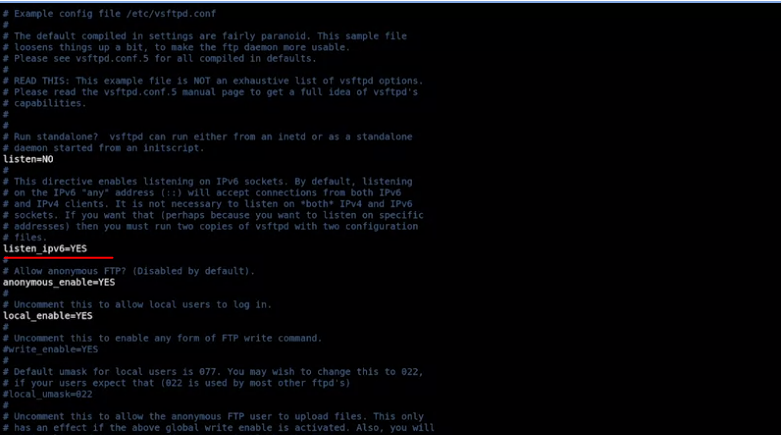 # Example config file /etc/vsftpd.conf
#
# The default compiled in settings are fairly paranoid. This sample file
# loosens things up a bit, to make the ftp daemon more usable.
# Please see vsftpd.conf.5 for all compiled in defaults.
#
# READ THIS: This example file is NOT an exhaustive list of vsftpd options.
# Please read the vsftpd.conf.5 manual page to get a full idea of vsftpd's
# capabilities.
#
#
# Run standalone?  vsftpd can run either from an inetd or as a standalone
# daemon started from an initscript.
listen=NO
#
# This directive enables listening on IPv6 sockets. By default, listening
# on the IPv6 "any" address (::) will accept connections from both IPv6
# and IPv4 clients. It is not necessary to listen on *both* IPv4 and IPv6
# sockets. If you want that (perhaps because you want to listen on specific
# addresses) then you must run two copies of vsftpd with two configuration
# files.
listen_ipv6=YES
#
# Allow anonymous FTP? (Disabled by default).
anonymous_enable=YES
#
# Uncomment this to allow local users to log in.
local_enable=YES
#
# Uncomment this to enable any form of FTP write command.
#write_enable=YES
#
# Default umask for local users is 077. You may wish to change this to 022,
# if your users expect that (022 is used by most other ftpd's)
#local_umask=022
#
# Uncomment this to allow the anonymous FTP user to upload files. This only
# has an effect if the above global write enable is activated. Also, you will